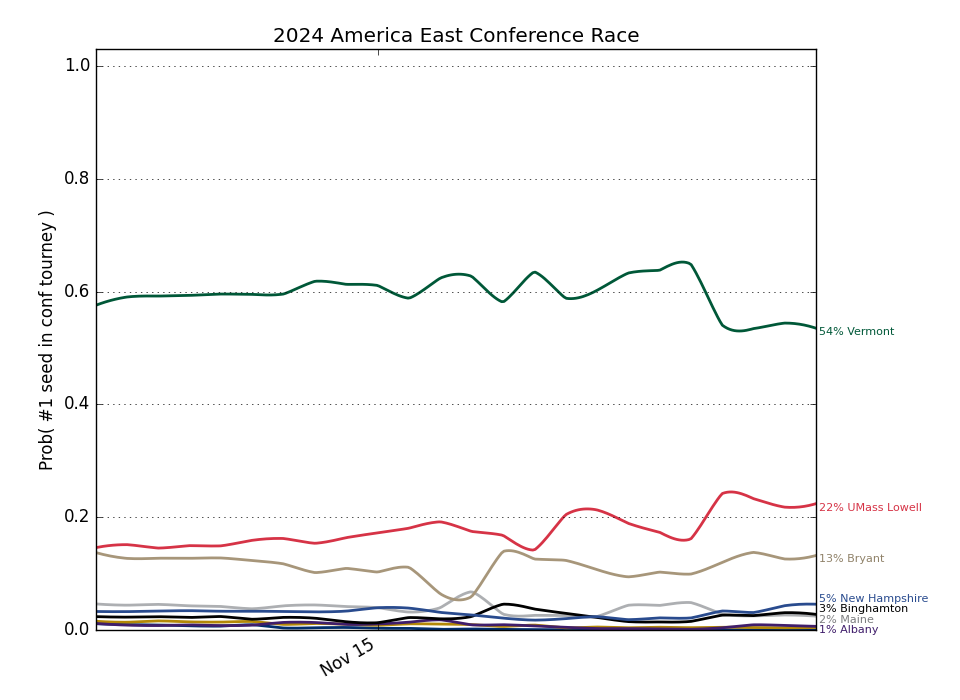 2024 America East Conference Race
1.0
0.8
0.6
0.4
0.2
0.0
Prob( #1 seed in conf tourney )
Nov 15
54% Vermont
22% UMass Lowell
13% Bryant
5% New Hampshire
3% Binghamton
2% Maine
1% Albany